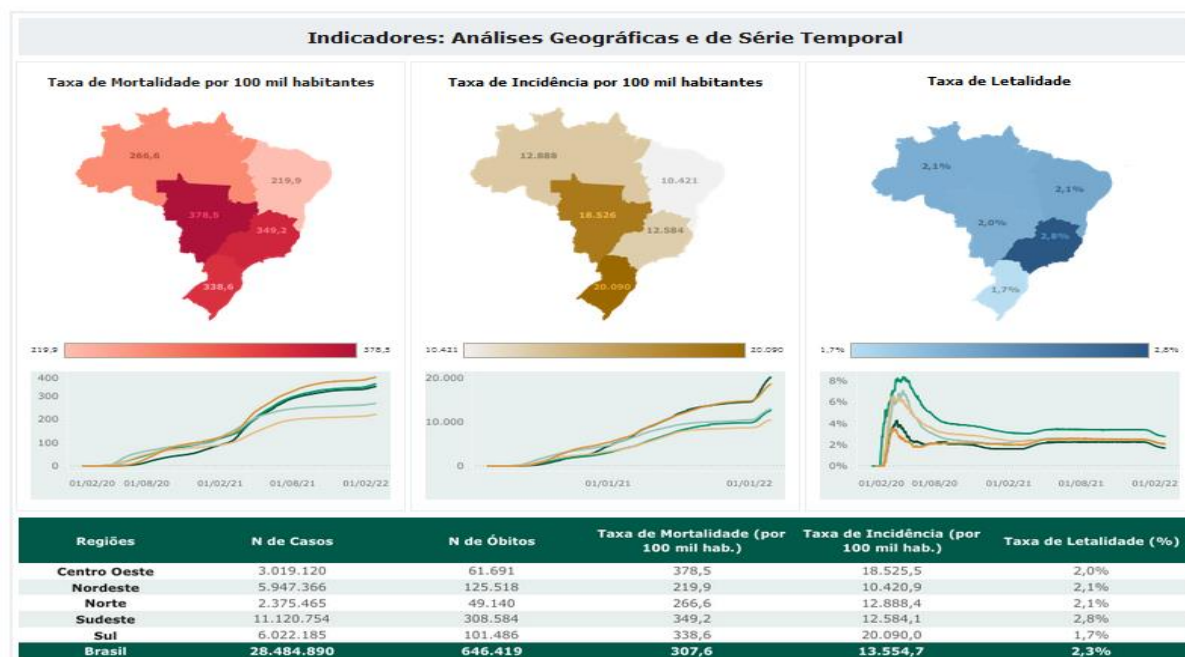 Indicadores: Análises Geográficas e de Série Temporal
Taxa de Mortalidade por 100 mil habitantes
266,6
219,9
378,5
349,2
338,6
219,9 378,5
400
300
200
100
0
01/02/20 01/08/20 01/02/21 01/08/21 01/02/22
Taxa de Incidência por 100 mil habitantes
12.888
10.421
18.526
12.584
20.090
10.421 20.090
20.000
10.000
0
01/01/21 01/01/22
Taxa de Letalidade
2,1%
2,1%
2,0%
2,8%
1,7%
1,7% 2,8%
8%
6%
4%
2%
0%
01/02/20 01/08/20 01/02/21 01/08/21 01/02/22
Regiões N de Casos N de Óbitos Taxa de Mortalidade (por 100 mil hab.) Taxa de Incidência (por 100 mil hab.) Taxa de Letalidade (%)
Centro Oeste 3.019.120 61.691 378,5 18.525,5 2,0%
Nordeste 5.947.366 125.518 219,9 10.420,9 2,1%
Norte 2.375.465 49.140 266,6 12.888,4 2,1%
Sudeste 11.120.754 308.584 349,2 12.584,1 2,8%
Sul 6.022.185 101.486 338,6 20.090,0 1,7%
Brasil 28.484.890 646.419 307,6 13.554,7 2,3%